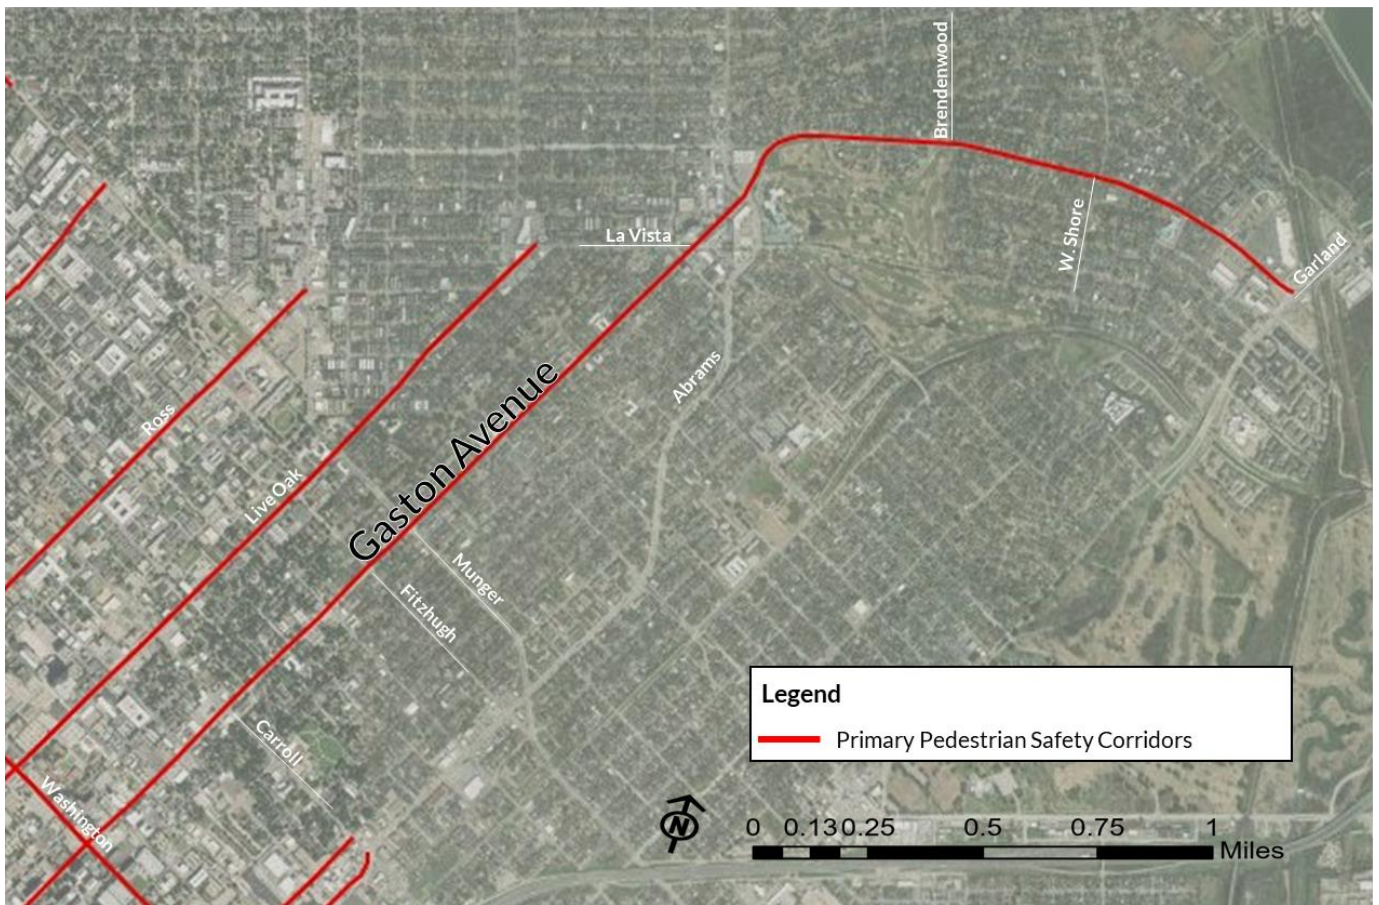 Brendenwood
La Vista
W. Shore
Garland
Abrams
Ross
Gaston Avenue
Live Oak
Munger
Fitzhugh
Carroll
Washington
Legend
Primary Pedestrian Safety Corridors
N
0 0.13 0.25 0.5 0.75 1
Miles